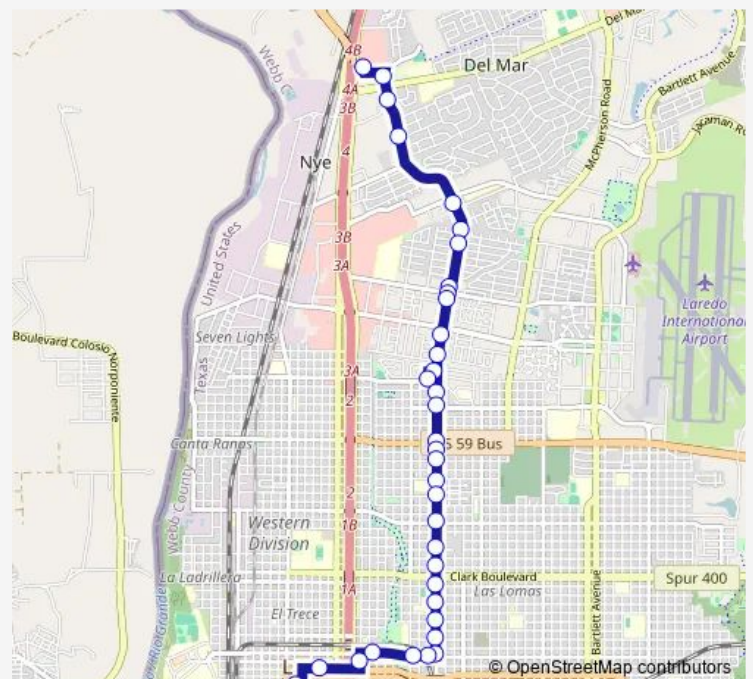 4B
Del Mar
Del Mar
Webb C
4A
3B
4
Nye
McPherson Road
Bartlett Avenue
United States
3B
3A
Laredo
International
Airport
Boulevard Colosio
Norponiente
Seven Lights
Texas
3A
2
Canta Ranas
S 59 Bus
Webb County
2
1B
Western
Division
La Ladrillera
Clark Boulevard
Spur 400
1A
Las Lomas
El Trece
Bartlett Avenue
L
© OpenStreetMap contributors